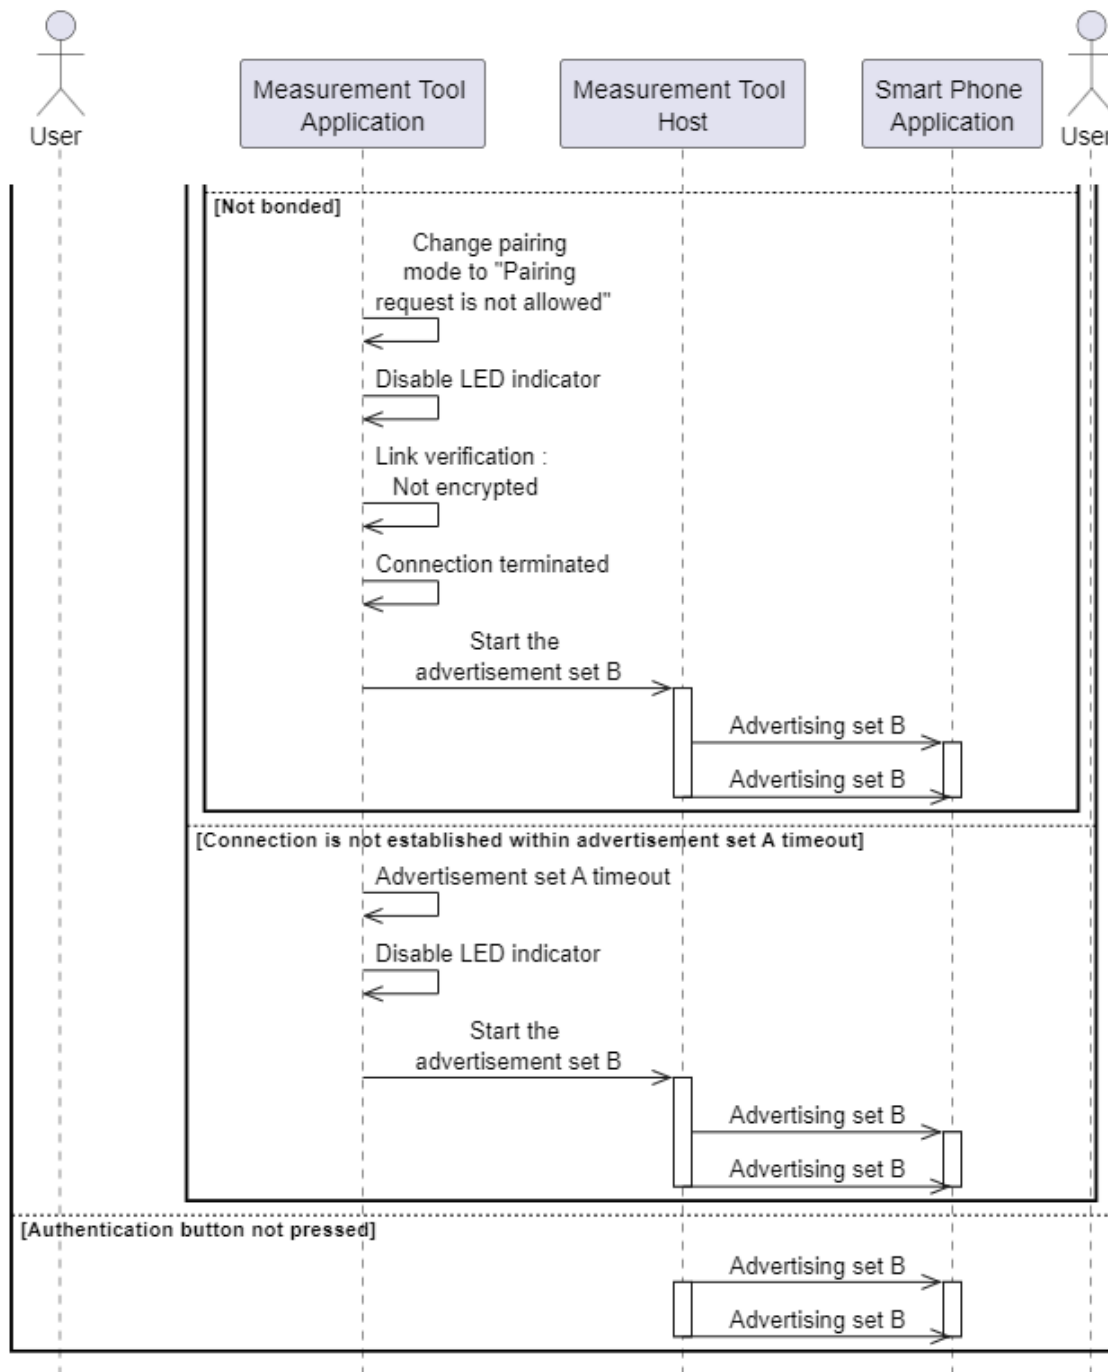 User
Measurement Tool
Application
Measurement Tool
Host
Smart Phone
Application
User
[Not bonded]
Change pairing
mode to "Pairing
request is not allowed"
Disable LED indicator
Link verification :
Not encrypted
Connection terminated
Start the
advertisement set B
Advertising set B
Advertising set B
[Connection is not established within advertisement set A timeout]
Advertisement set A timeout
Disable LED indicator
Start the
advertisement set B
Advertising set B
Advertising set B
[Authentication button not pressed]
Advertising set B
Advertising set B